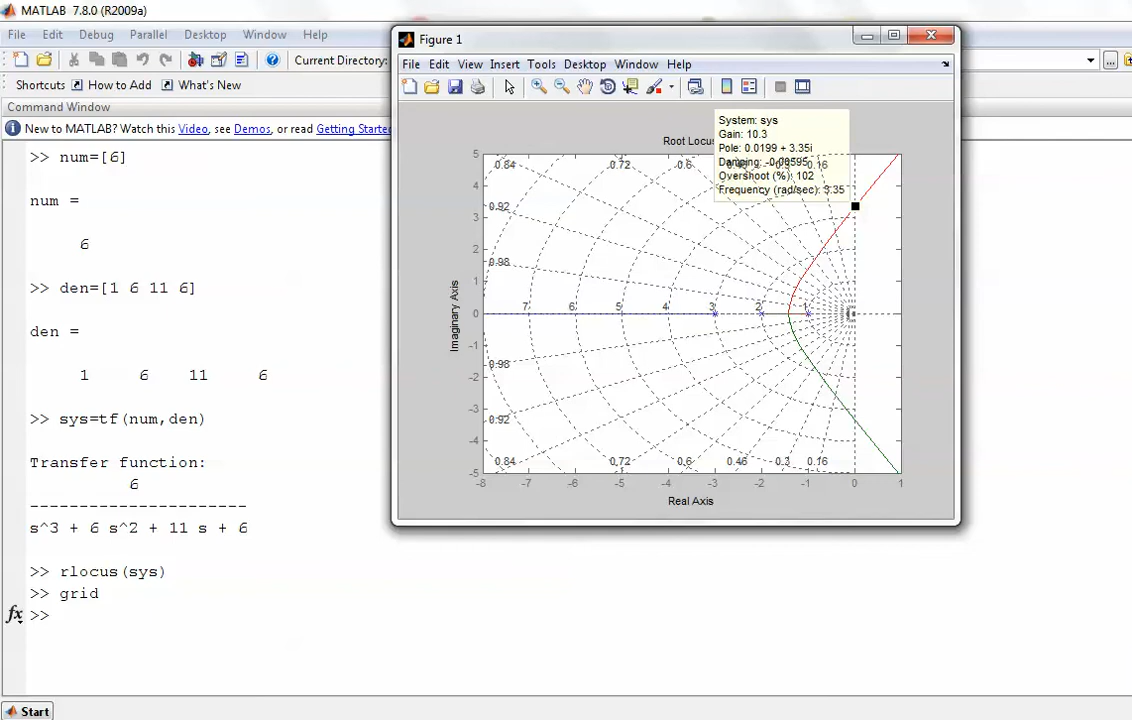 MATLAB 7.8.0 (R2009a)
File Edit Debug Parallel Desktop Window Help
Current Directory:
Shortcuts How to Add What's New
Command Window
New to MATLAB? Watch this Video, see Demos, or read Getting Starte
>> num=[6]
num =
6
>> den=[1 6 11 6]
den =
1 6 11 6
>> sys=tf(num,den)
Transfer function:
6
---------------------
s^3 + 6 s^2 + 11 s + 6
>> rlocus(sys)
>> grid
fx >>
Start
Figure 1
File Edit View Insert Tools Desktop Window Help
Root Locus
System: sys
Gain: 10.3
Pole: 0.0199 + 3.35i
Damping: -0.00595
Overshoot (%): 102
Frequency (rad/sec): 3.35
0.84 0.72 0.6 0.46 0.3 0.16
0.92
0.98
7 6 5 4 3 2 1
0.98
0.92
0.84 0.72 0.6 0.46 0.3 0.16
5
4
3
2
1
0
-1
-2
-3
-4
-5
-8 -7 -6 -5 -4 -3 -2 -1 0 1
Imaginary Axis
Real Axis